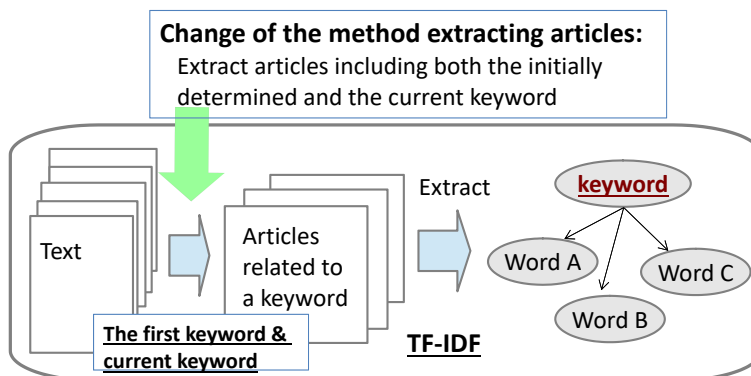 Change of the method extracting articles:
Extract articles including both the initially
determined and the current keyword
Text
Articles
related to
a keyword
Extract
keyword
Word A
Word C
Word B
The first keyword &
current keyword
TF-IDF